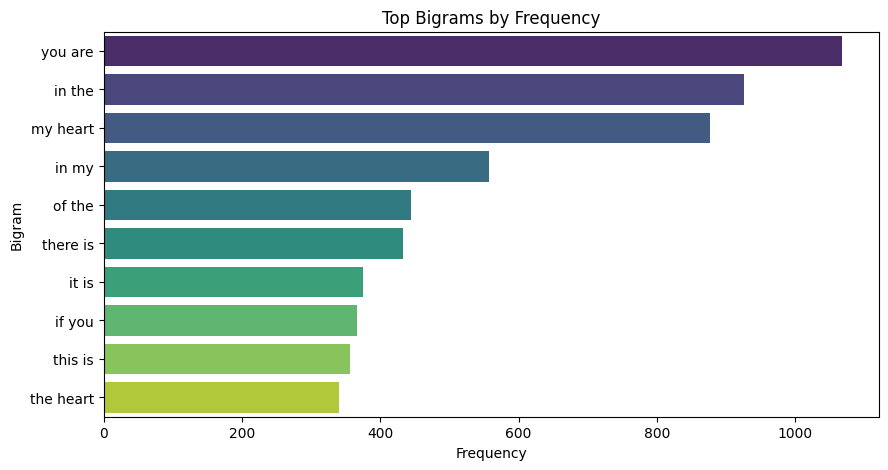 Top Bigrams by Frequency
you are
in the
my heart
in my
of the
there is
it is
if you
this is
the heart
Bigram
0 200 400 600 800 1000
Frequency